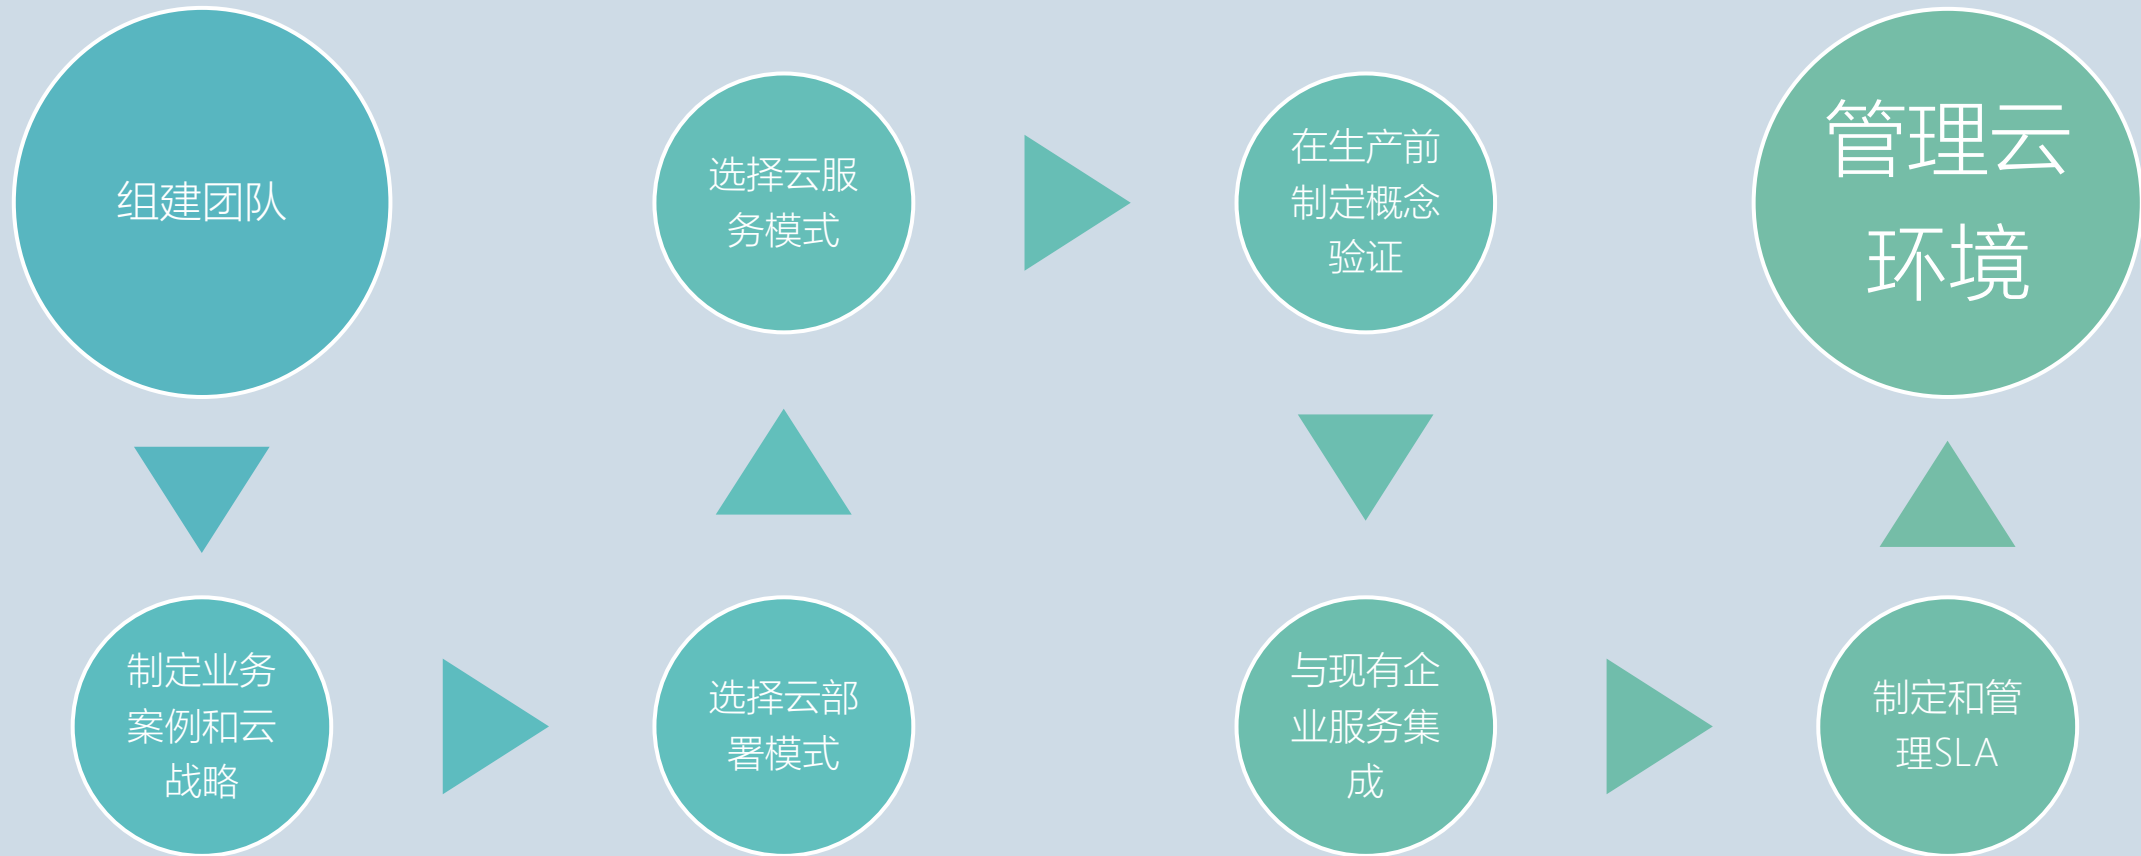 组建团队
制定业务
案例和云
战略
选择云部
署模式
选择云服
务模式
在生产前
制定概念
验证
与现有企
业服务集
成
制定和管
理SLA
管理云
环境